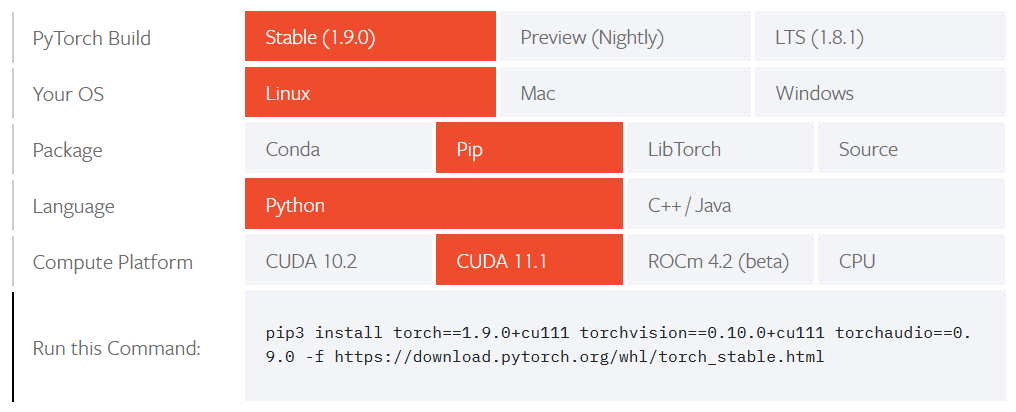 PyTorch Build Stable (1.9.0) Preview (Nightly) LTS (1.8.1)
Your OS Linux Mac Windows
Package Conda Pip LibTorch Source
Language Python C++ / Java
Compute Platform CUDA 10.2 CUDA 11.1 ROCm 4.2 (beta) CPU
Run this Command:
pip3 install torch==1.9.0+cu111 torchvision==0.10.0+cu111 torchaudio==0.
9.0 -f https://download.pytorch.org/whl/torch_stable.html